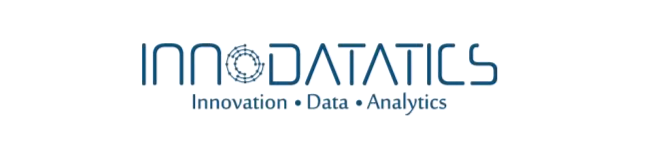 INNODATATICS
Innovation • Data • Analytics